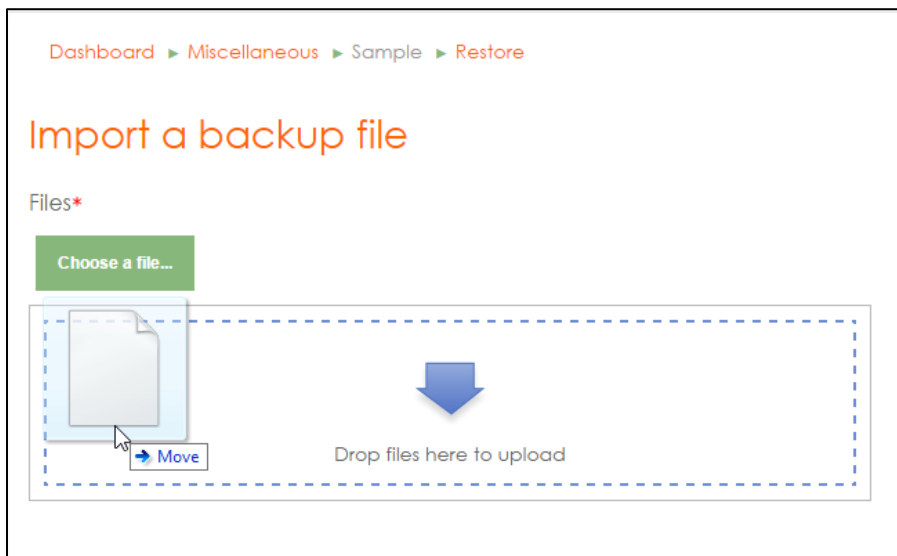 Dashboard ► Miscellaneous ► Sample ► Restore
Import a backup file
Files*
Choose a file...
Move
Drop files here to upload